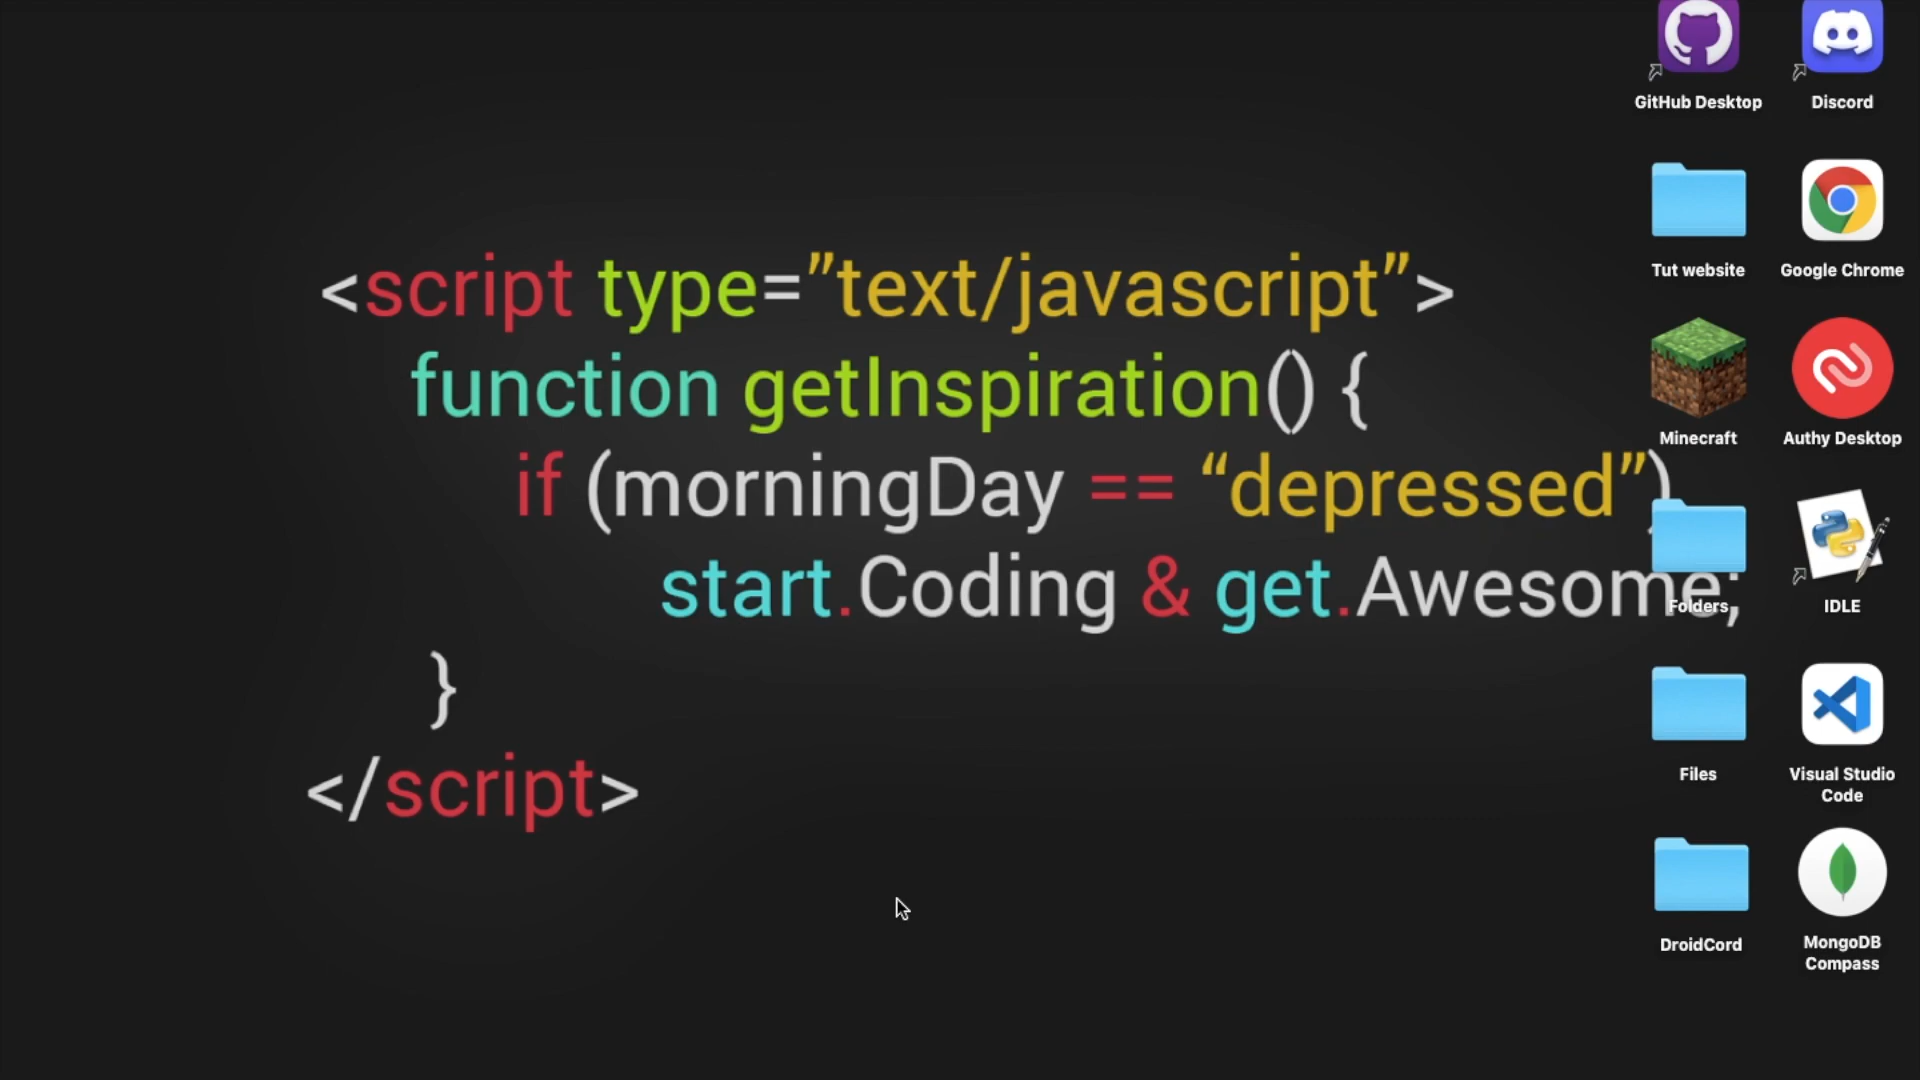 <script type=”text/javascript”>
function getInspiration() {
if (morningDay == “depressed”)
start.Coding & get.Awesome;
}
</script>
GitHub Desktop
Discord
Tut website
Google Chrome
Minecraft
Authy Desktop
Folders
IDLE
Files
Visual Studio
Code
DroidCord
MongoDB
Compass